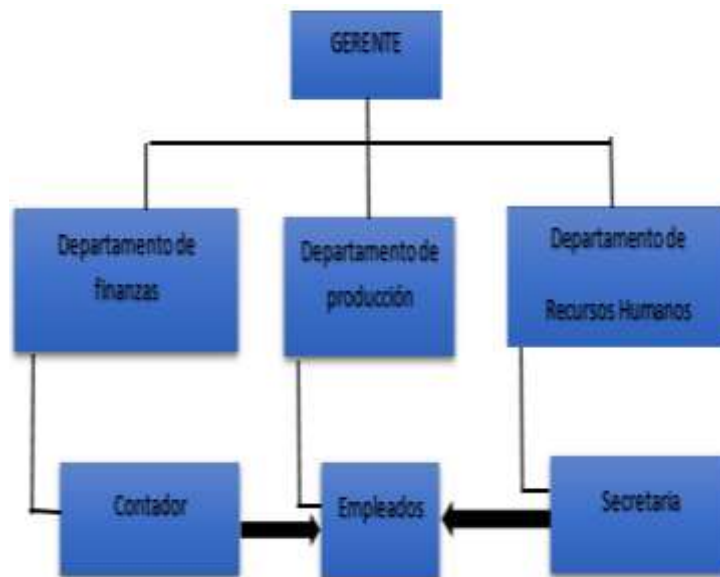 GERENTE
Departamento de
finanzas
Departamento de
producción
Departamento de
Recursos Humanos
Contador
Empleados
Secretaria